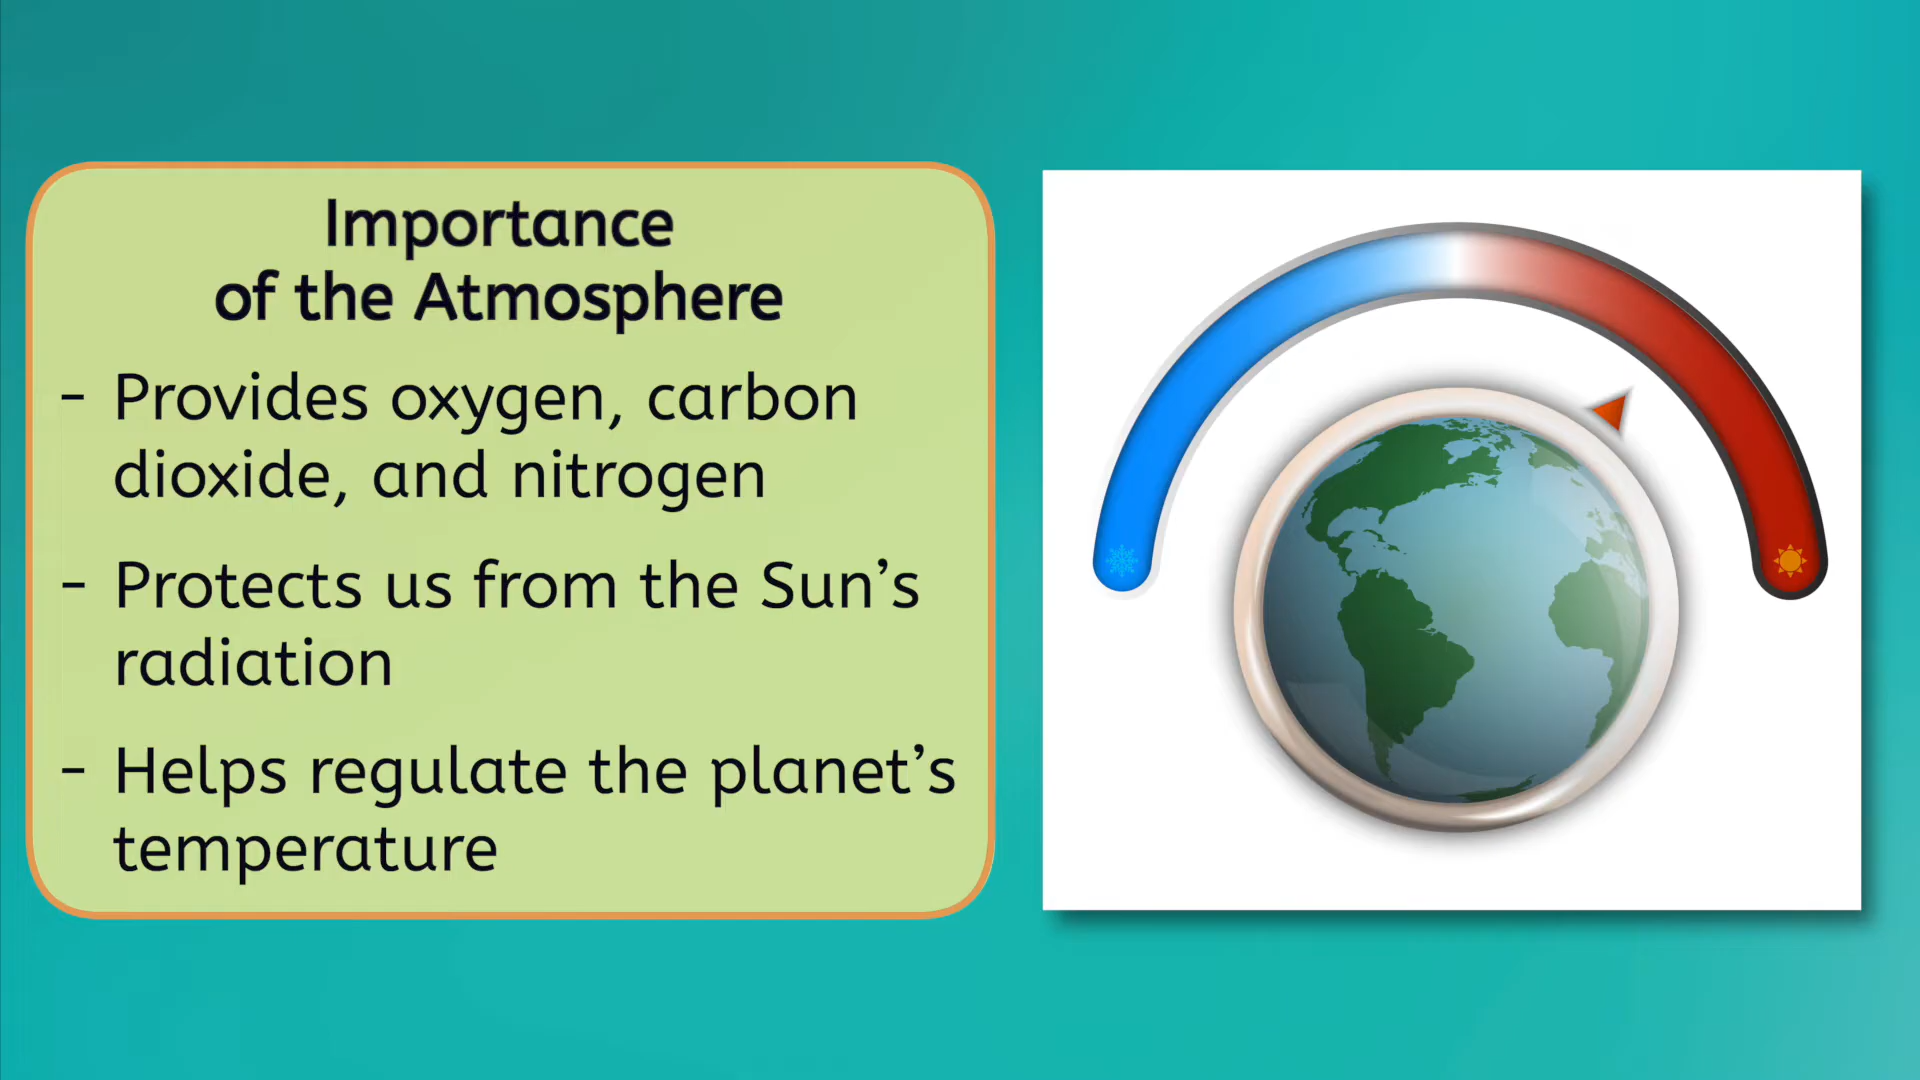 Importance
of the Atmosphere
- Provides oxygen, carbon
dioxide, and nitrogen
- Protects us from the Sun’s
radiation
- Helps regulate the planet’s
temperature